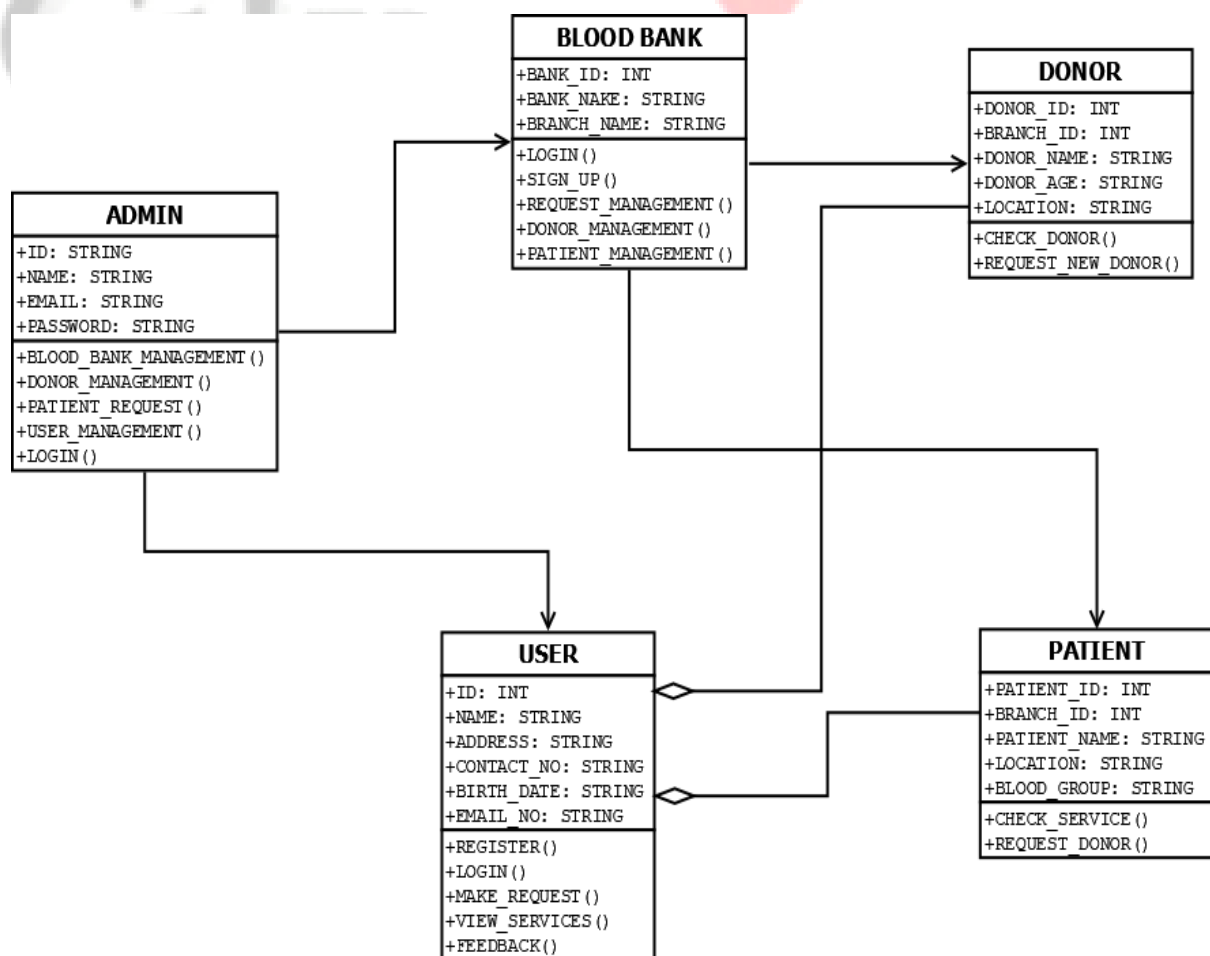 BLOOD BANK
+BANK_ID: INT
+BANK_NAKE: STRING
+BRANCH_NAME: STRING
+LOGIN()
+SIGN_UP()
+REQUEST_MANAGEMENT()
+DONOR_MANAGEMENT()
+PATIENT_MANAGEMENT()
DONOR
+DONOR_ID: INT
+BRANCH_ID: INT
+DONOR_NAME: STRING
+DONOR_AGE: STRING
+LOCATION: STRING
+CHECK_DONOR()
+REQUEST_NEW_DONOR()
ADMIN
+ID: STRING
+NAME: STRING
+EMAIL: STRING
+PASSWORD: STRING
+BLOOD_BANK_MANAGEMENT()
+DONOR_MANAGEMENT()
+PATIENT_REQUEST()
+USER_MANAGEMENT()
+LOGIN()
USER
+ID: INT
+NAME: STRING
+ADDRESS: STRING
+CONTACT_NO: STRING
+BIRTH_DATE: STRING
+EMAIL_NO: STRING
+REGISTER()
+LOGIN()
+MAKE_REQUEST()
+VIEW_SERVICES()
+FEEDBACK()
PATIENT
+PATIENT_ID: INT
+BRANCH_ID: INT
+PATIENT_NAME: STRING
+LOCATION: STRING
+BLOOD_GROUP: STRING
+CHECK_SERVICE()
+REQUEST_DONOR()